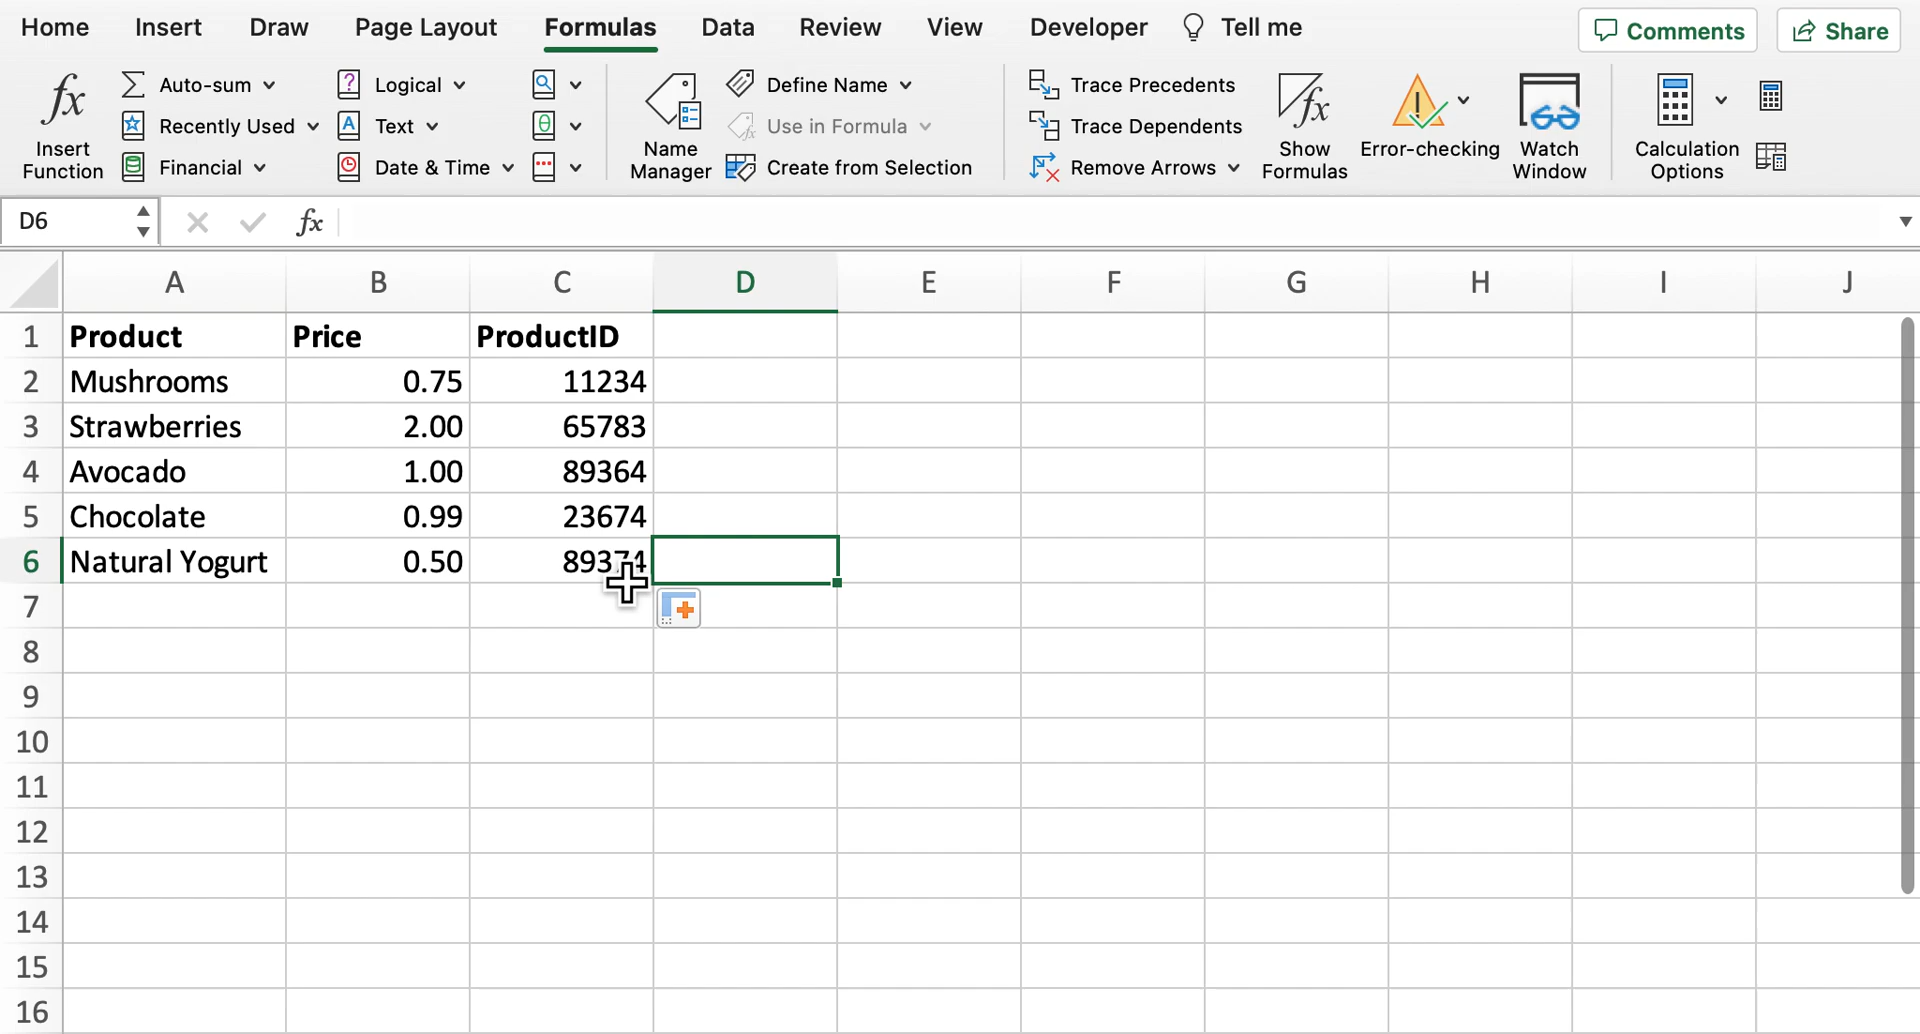 Home Insert Draw Page Layout Formulas Data Review View Developer Tell me Comments Share
fx Auto-sum Logical Define Name Trace Precedents
Recently Used Text Use in Formula Trace Dependents
Insert Function Financial Date & Time Name Manager Create from Selection Remove Arrows Show Formulas Error-checking Watch Window Calculation Options
D6 fx
A B C D E F G H I J
1 Product Price ProductID
2 Mushrooms 0.75 11234
3 Strawberries 2.00 65783
4 Avocado 1.00 89364
5 Chocolate 0.99 23674
6 Natural Yogurt 0.50 89374
7
8
9
10
11
12
13
14
15
16